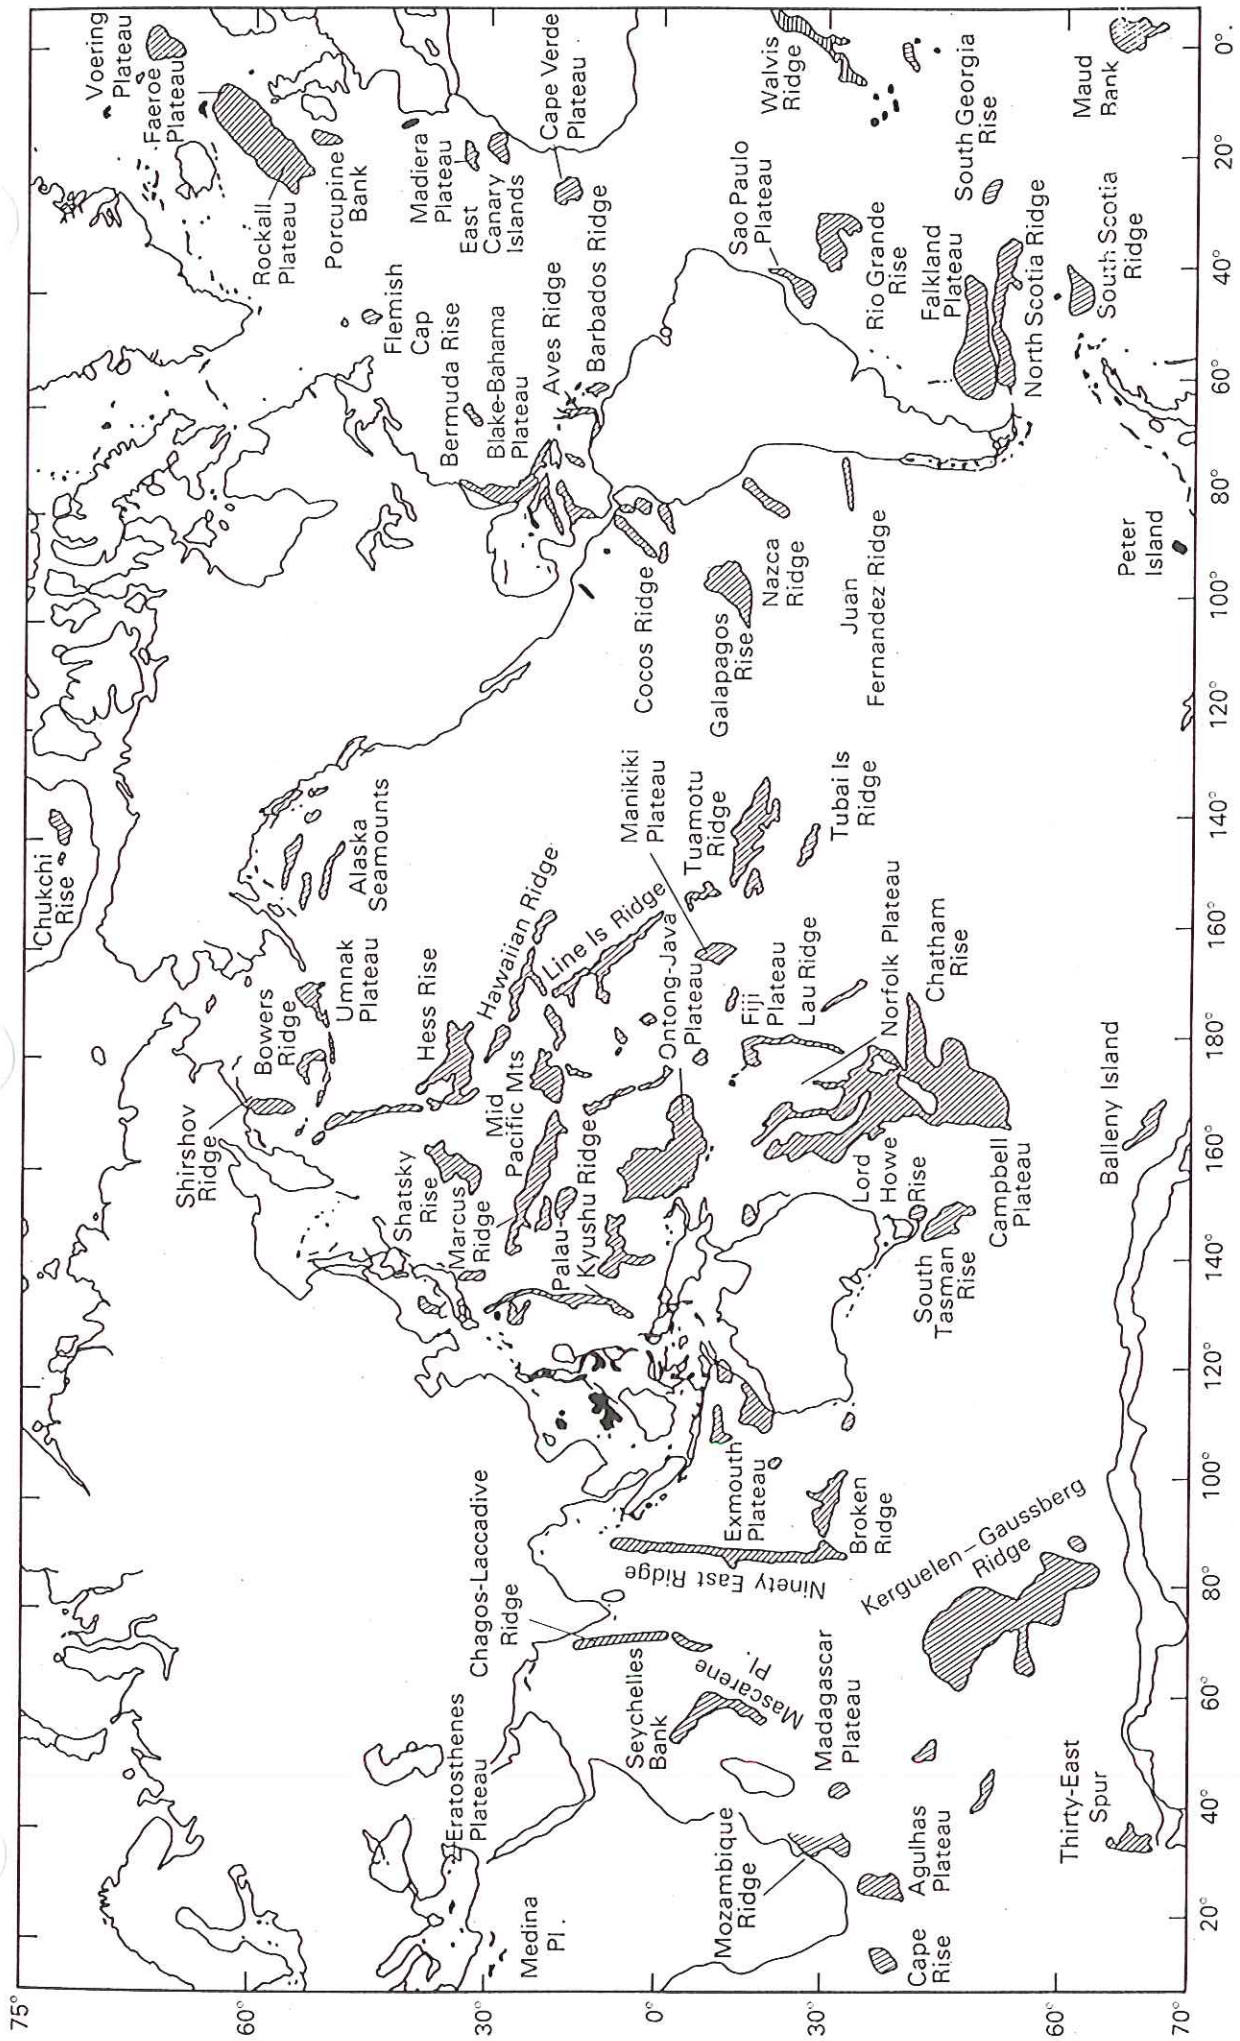 75°
60°
30°
0°
30°
60°
70°
20°
40°
60°
80°
100°
120°
140°
160°
180°
160°
140°
120°
100°
80°
60°
40°
20°
0°.
Medina
Pl.
Eratosthenes
Plateau
Chagos-Laccadive
Ridge
Seychelles
Bank
Mascarene
Pl.
Madagascar
Plateau
Mozambique
Ridge
Agulhas
Plateau
Cape
Rise
Thirty-East
Spur
Kerguelen–Gaussberg
Ridge
Ninety East Ridge
Broken
Ridge
Exmouth
Plateau
Shirshov
Ridge
Bowers
Ridge
Umnak
Plateau
Shatsky
Rise
Marcus
Ridge
Mid
Pacific Mts
Palau-
Kyushu Ridge
Hess Rise
Hawaiian Ridge
Line Is Ridge
Ontong-Java
Plateau
Fiji
Plateau
Lau Ridge
Norfolk Plateau
Chatham
Rise
Lord
Howe
Rise
South
Tasman
Rise
Campbell
Plateau
Balleny Island
Chukchi
Rise
Alaska
Seamounts
Manikiki
Plateau
Tuamotu
Ridge
Tubai Is
Ridge
Cocos Ridge
Galapagos
Rise
Nazca
Ridge
Juan
Fernandez Ridge
Peter
Island
Voering
Plateau
Faeroe
Plateau
Rockall
Plateau
Porcupine
Bank
Flemish
Cap
Bermuda Rise
Blake-Bahama
Plateau
Aves Ridge
Barbados Ridge
Madiera
Plateau
East
Canary
Islands
Cape Verde
Plateau
Sao Paulo
Plateau
Rio Grande
Rise
Walvis
Ridge
Falkland
Plateau
South Georgia
Rise
North Scotia Ridge
South Scotia
Ridge
Maud
Rank